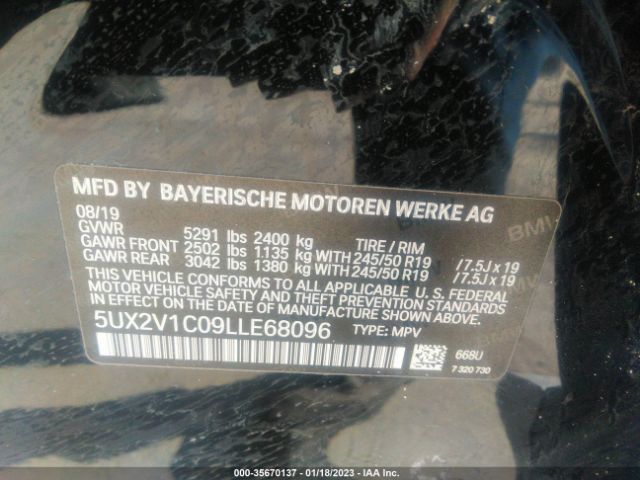 MFD BY BAYERISCHE MOTOREN WERKE AG
08/19
GVWR 5291 lbs 2400 kg TIRE / RIM
GAWR FRONT 2502 lbs 1.135 kg WITH 245/50 R19 /7.5J x 19
GAWR REAR 3042 lbs 1380 kg WITH 245/50 R19 /7.5J x 19
THIS VEHICLE CONFORMS TO ALL APPLICABLE U. S. FEDERAL
MOTOR VEHICLE SAFETY AND THEFT PREVENTION STANDARDS
IN EFFECT ON THE DATE OF MANUFACTURE SHOWN ABOVE.
5UX2V1C09LLE68096 TYPE: MPV
668U
7 320 730
BMW
000-35670137 - 01/18/2023 - IAA Inc.